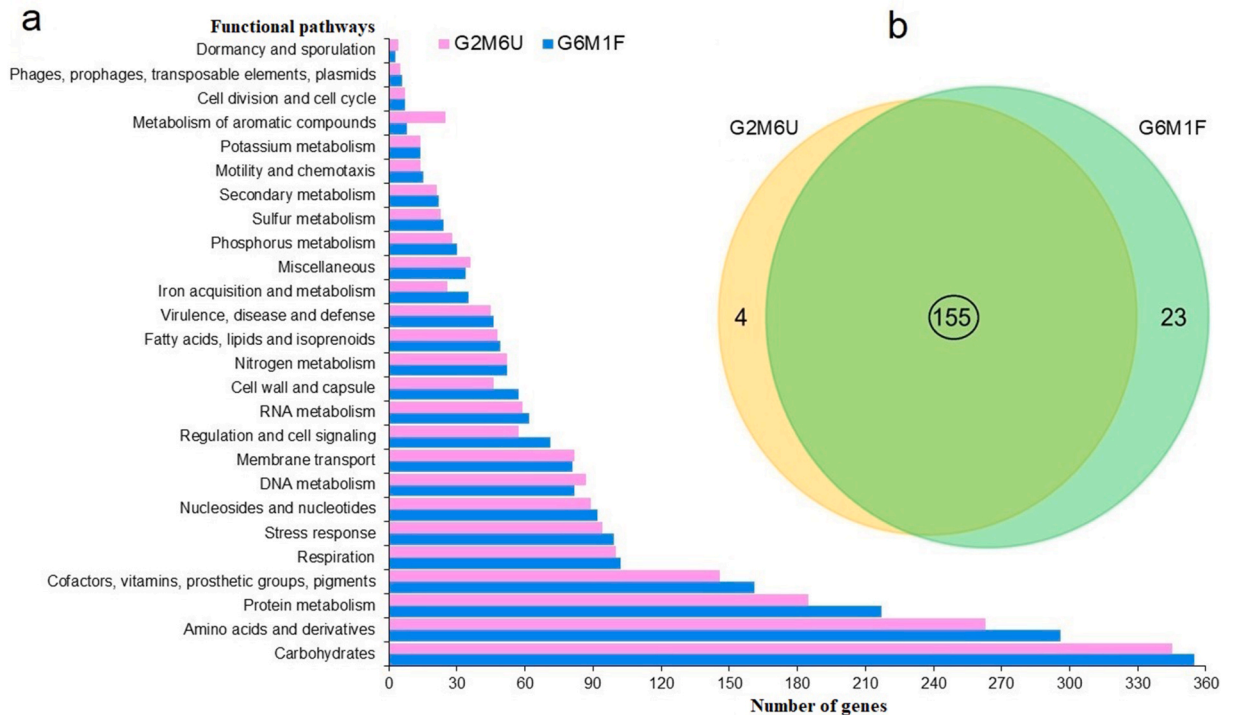 a
Functional pathways
G2M6U
G6M1F
Dormancy and sporulation
Phages, prophages, transposable elements, plasmids
Cell division and cell cycle
Metabolism of aromatic compounds
Potassium metabolism
Motility and chemotaxis
Secondary metabolism
Sulfur metabolism
Phosphorus metabolism
Miscellaneous
Iron acquisition and metabolism
Virulence, disease and defense
Fatty acids, lipids and isoprenoids
Nitrogen metabolism
Cell wall and capsule
RNA metabolism
Regulation and cell signaling
Membrane transport
DNA metabolism
Nucleosides and nucleotides
Stress response
Respiration
Cofactors, vitamins, prosthetic groups, pigments
Protein metabolism
Amino acids and derivatives
Carbohydrates
0 30 60 90 120 150 180 210 240 270 300 330 360
Number of genes
b
G2M6U
G6M1F
4
155
23